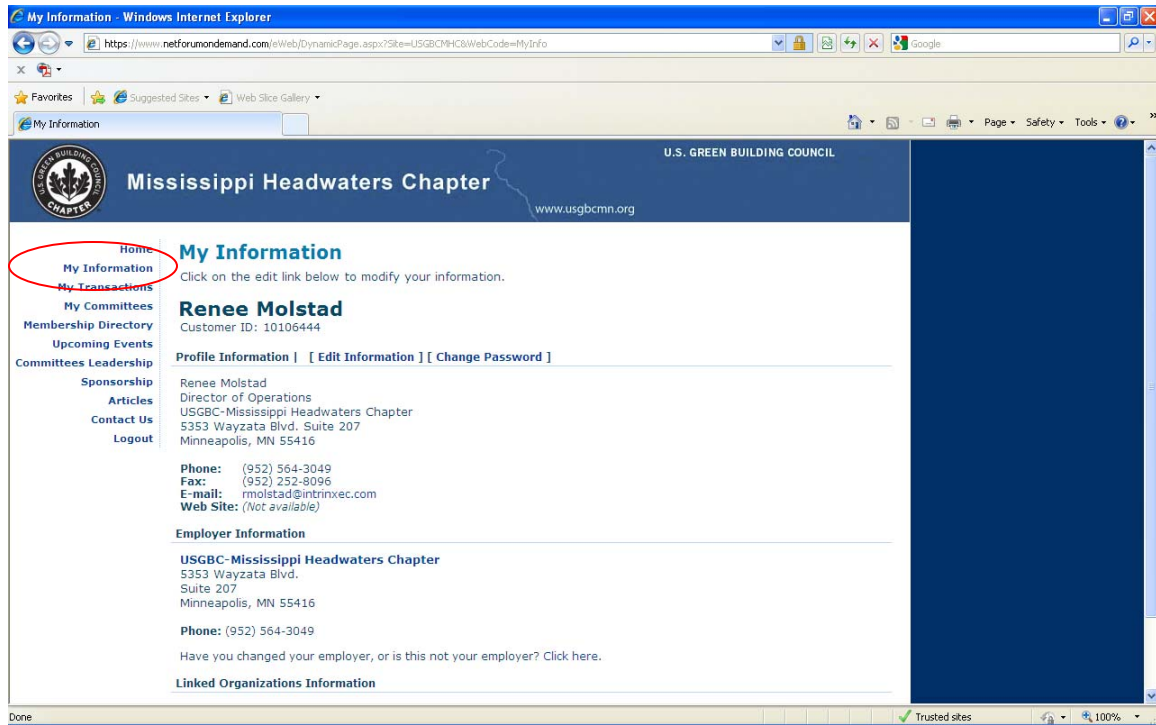 My Information - Windows Internet Explorer
https://www.netforumondemand.com/eWeb/DynamicPage.aspx?Site=USGBCMHC&WebCode=MyInfo
Google
x
Favorites Suggested Sites Web Slice Gallery
My Information
Page Safety Tools
U.S. GREEN BUILDING COUNCIL
U.S. GREEN BUILDING COUNCIL
CHAPTER
Mississippi Headwaters Chapter
www.usgbcmn.org
Home
My Information
My Transactions
My Committees
Membership Directory
Upcoming Events
Committees Leadership
Sponsorship
Articles
Contact Us
Logout
My Information
Click on the edit link below to modify your information.
Renee Molstad
Customer ID: 10106444
Profile Information | [ Edit Information ] [ Change Password ]
Renee Molstad
Director of Operations
USGBC-Mississippi Headwaters Chapter
5353 Wayzata Blvd. Suite 207
Minneapolis, MN 55416
Phone: (952) 564-3049
Fax: (952) 252-8096
E-mail: rmolstad@intrinxec.com
Web Site: (Not available)
Employer Information
USGBC-Mississippi Headwaters Chapter
5353 Wayzata Blvd.
Suite 207
Minneapolis, MN 55416
Phone: (952) 564-3049
Have you changed your employer, or is this not your employer? Click here.
Linked Organizations Information
Done
Trusted sites
100%